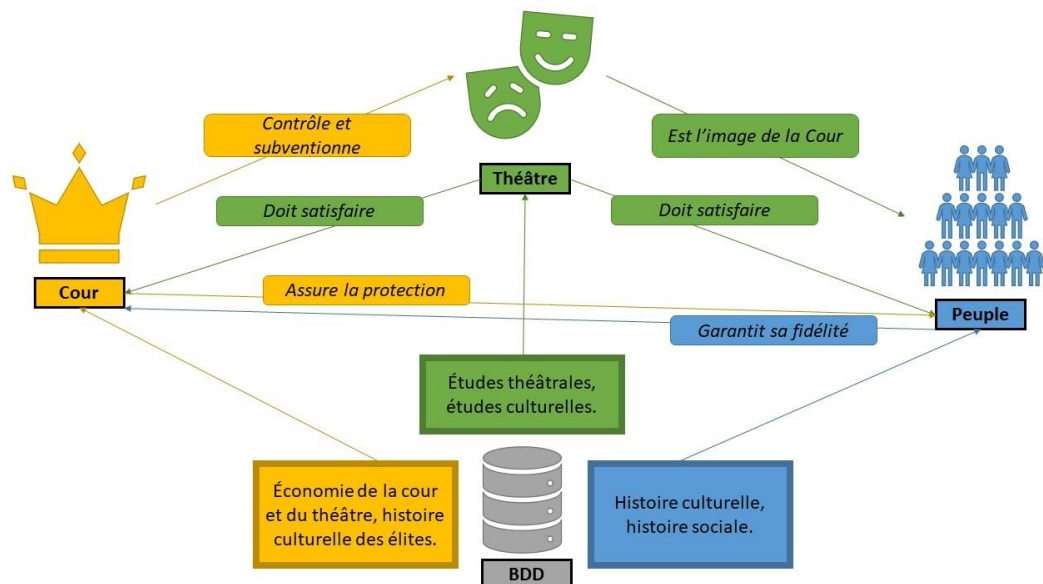 Contrôle et
subventionne
Est l’image de la Cour
Théâtre
Doit satisfaire
Doit satisfaire
Cour
Assure la protection
Peuple
Garantit sa fidélité
Études théâtrales,
études culturelles.
Économie de la cour
et du théâtre, histoire
culturelle des élites.
Histoire culturelle,
histoire sociale.
BDD